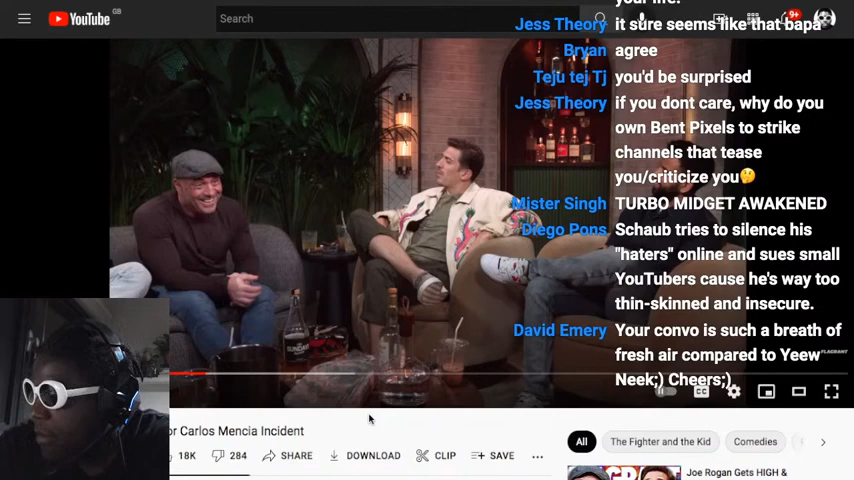 YouTube GB
Search
9+
your life.
Jess Theory it sure seems like that bapa
Bryan agree
Teju tej Tj you'd be surprised
Jess Theory if you dont care, why do you
own Bent Pixels to strike
channels that tease
you/criticize you🤔
Mister Singh TURBO MIDGET AWAKENED
Diego Pons Schaub tries to silence his
"haters" online and sues small
YouTubers cause he's way too
thin-skinned and insecure.
David Emery Your convo is such a breath of
fresh air compared to Yeew
Neek;) Cheers;)
FLAGRANT
CC
or Carlos Mencia Incident
18K 284 SHARE DOWNLOAD CLIP SAVE
All The Fighter and the Kid Comedies
Joe Rogan Gets HIGH &